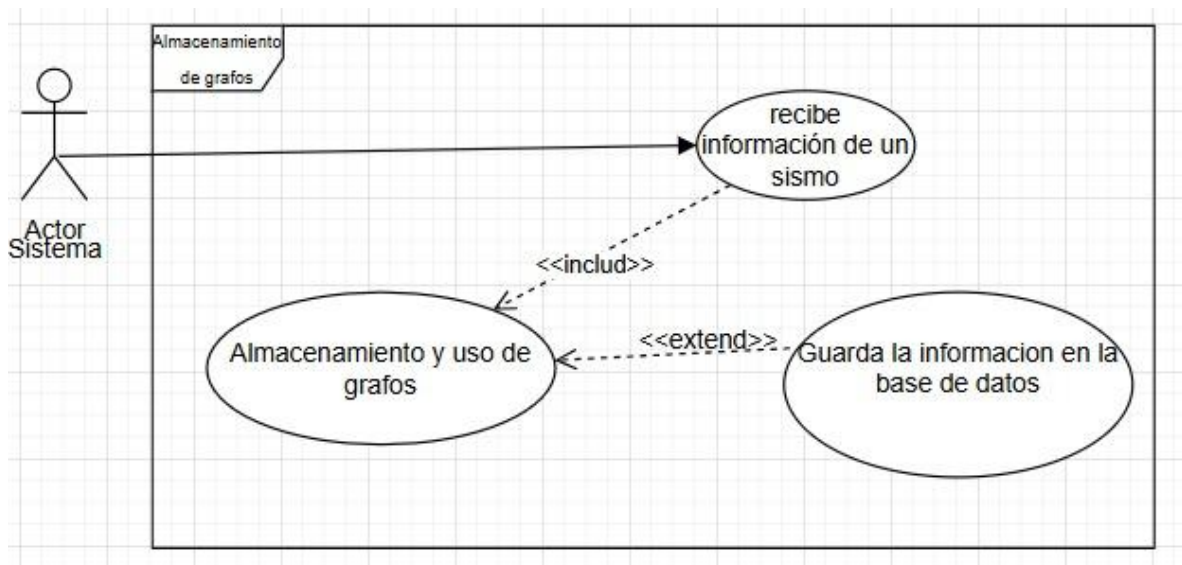 Almacenamiento
de grafos
recibe
información de un
sismo
Actor
Sistema
<<includ>>
<<extend>>
Almacenamiento y uso de
grafos
Guarda la informacion en la
base de datos